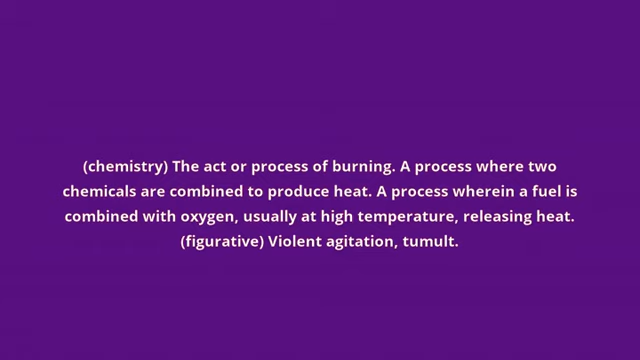 (chemistry) The act or process of burning. A process where two
chemicals are combined to produce heat. A process wherein a fuel is
combined with oxygen, usually at high temperature, releasing heat.
(figurative) Violent agitation, tumult.